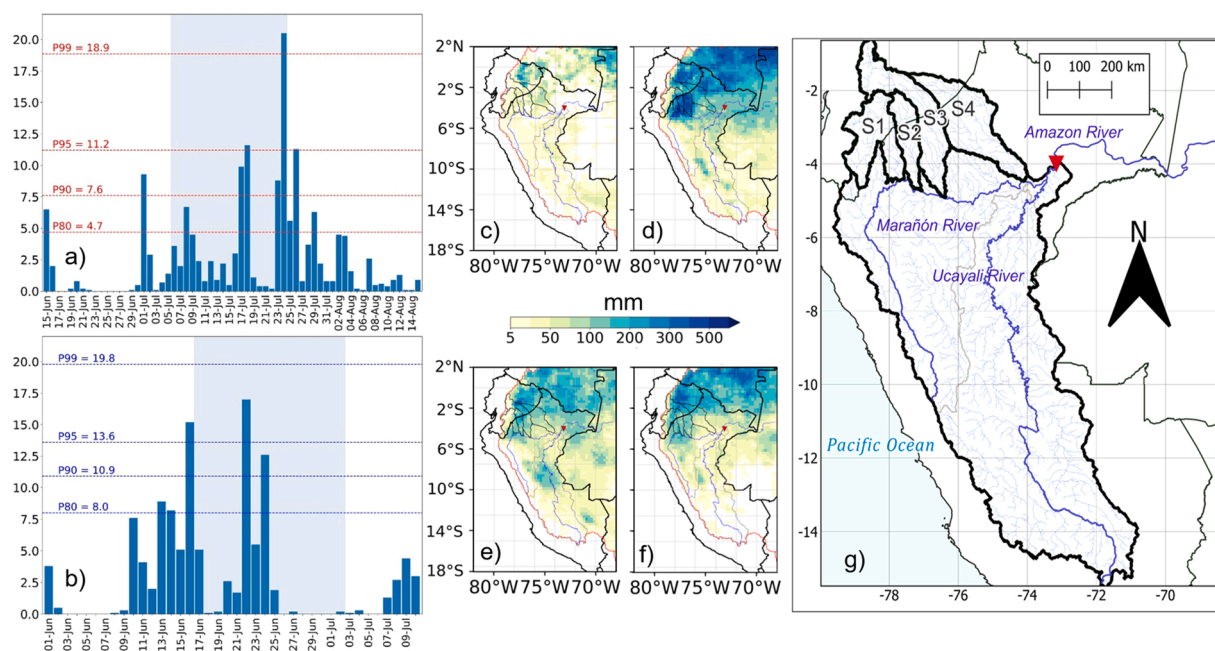 20.0
17.5
15.0
12.5
10.0
7.5
5.0
2.5
0.0
P99 = 18.9
P95 = 11.2
P90 = 7.6
P80 = 4.7
a)
15-Jun
17-Jun
19-Jun
21-Jun
23-Jun
25-Jun
27-Jun
29-Jun
01-Jul
03-Jul
05-Jul
07-Jul
09-Jul
11-Jul
13-Jul
15-Jul
17-Jul
19-Jul
21-Jul
23-Jul
25-Jul
27-Jul
29-Jul
31-Jul
02-Aug
04-Aug
06-Aug
08-Aug
10-Aug
12-Aug
14-Aug
20.0
17.5
15.0
12.5
10.0
7.5
5.0
2.5
0.0
P99 = 19.8
P95 = 13.6
P90 = 10.9
P80 = 8.0
b)
01-Jun
03-Jun
05-Jun
07-Jun
09-Jun
11-Jun
13-Jun
15-Jun
17-Jun
19-Jun
21-Jun
23-Jun
25-Jun
27-Jun
29-Jun
01-Jul
03-Jul
05-Jul
07-Jul
09-Jul
2°N
2°S
6°S
10°S
14°S
18°S
c)
d)
80°W 75°W 70°W
80°W 75°W 70°W
mm
5 50 100 200 300 500
2°N
2°S
6°S
10°S
14°S
18°S
e)
f)
80°W 75°W 70°W
80°W 75°W 70°W
0 100 200 km
-2
-4
-6
-8
-10
-12
-14
S1
S2
S3
S4
Amazon River
Marañón River
Ucayali River
N
Pacific Ocean
g)
-78 -76 -74 -72 -70